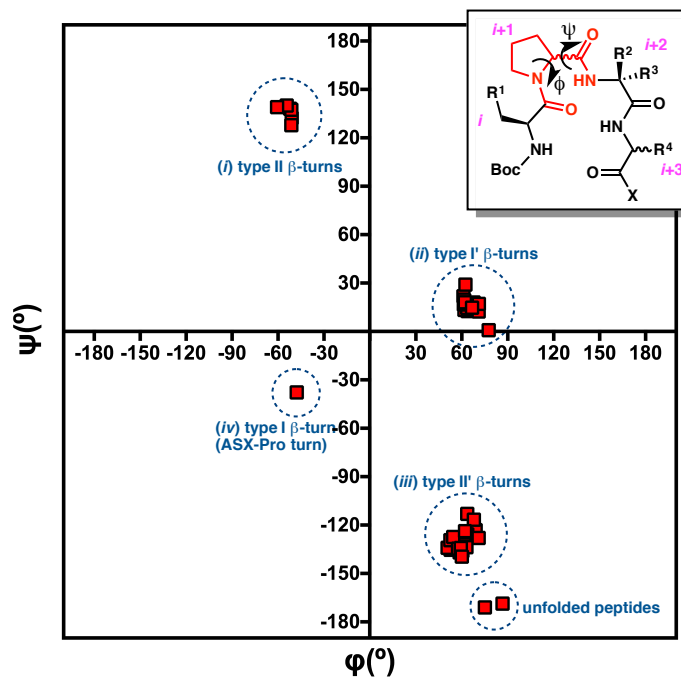 180
150
120
90
60
30
-30
-60
-90
-120
-150
-180
-180 -150 -120 -90 -60 -30
30 60 90 120 150 180
Ψ(º)
φ(º)
(i) type II β-turns
(ii) type I' β-turns
(iv) type I β-turn
(ASX-Pro turn)
(iii) type II' β-turns
unfolded peptides
i+1
ψ
O
R²
i+2
N
ϕ
NH
R³
R¹
O
O
i
HN
R⁴
NH
O
i+3
Boc
X